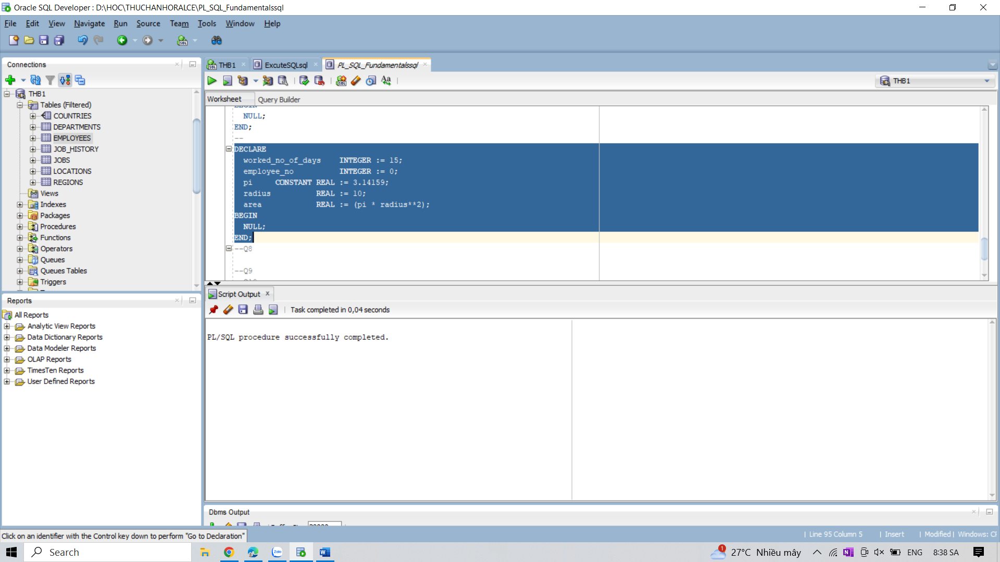 Oracle SQL Developer : D:\HOC\THUCHANHORALCE\PL_SQL_Fundamentalssql
File Edit View Navigate Run Source Team Tools Window Help
Connections
THB1
Tables (Filtered)
COUNTRIES
DEPARTMENTS
EMPLOYEES
JOB_HISTORY
JOBS
LOCATIONS
REGIONS
Views
Indexes
Packages
Procedures
Functions
Operators
Queues
Queues Tables
Triggers
Reports
All Reports
Analytic View Reports
Data Dictionary Reports
Data Modeler Reports
OLAP Reports
TimesTen Reports
User Defined Reports
THB1 ExcuteSQLsql PL_SQL_Fundamentalssql
THB1
Worksheet Query Builder
BEGIN
NULL;
END;
--
DECLARE
worked_no_of_days INTEGER := 15;
employee_no INTEGER := 0;
pi CONSTANT REAL := 3.14159;
radius REAL := 10;
area REAL := (pi * radius**2);
BEGIN
NULL;
END;
--Q8
--Q9
Script Output
Task completed in 0,04 seconds
PL/SQL procedure successfully completed.
Dbms Output
Click on an identifier with the Control key down to perform "Go to Declaration"
Line 95 Column 5 Insert Modified Windows: CF
Search
27°C Nhiều mây
ENG
8:38 SA